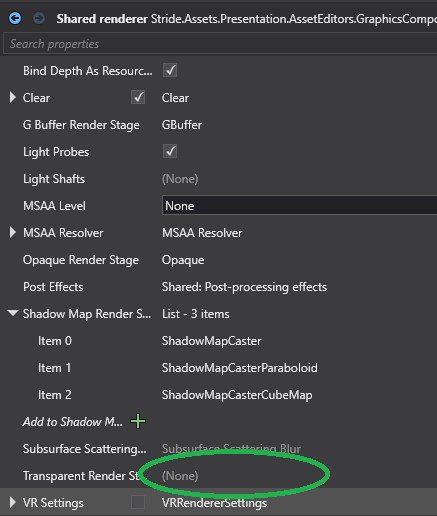 Shared renderer Stride.Assets.Presentation.AssetEditors.GraphicsCompo
Search properties
Bind Depth As Resourc...
Clear Clear
G Buffer Render Stage GBuffer
Light Probes
Light Shafts (None)
MSAA Level None
MSAA Resolver MSAA Resolver
Opaque Render Stage Opaque
Post Effects Shared: Post-processing effects
Shadow Map Render S... List - 3 items
Item 0 ShadowMapCaster
Item 1 ShadowMapCasterParaboloid
Item 2 ShadowMapCasterCubeMap
Add to Shadow M...
Subsurface Scattering... Subsurface Scattering Blur
Transparent Render St. (None)
VR Settings VRRendererSettings